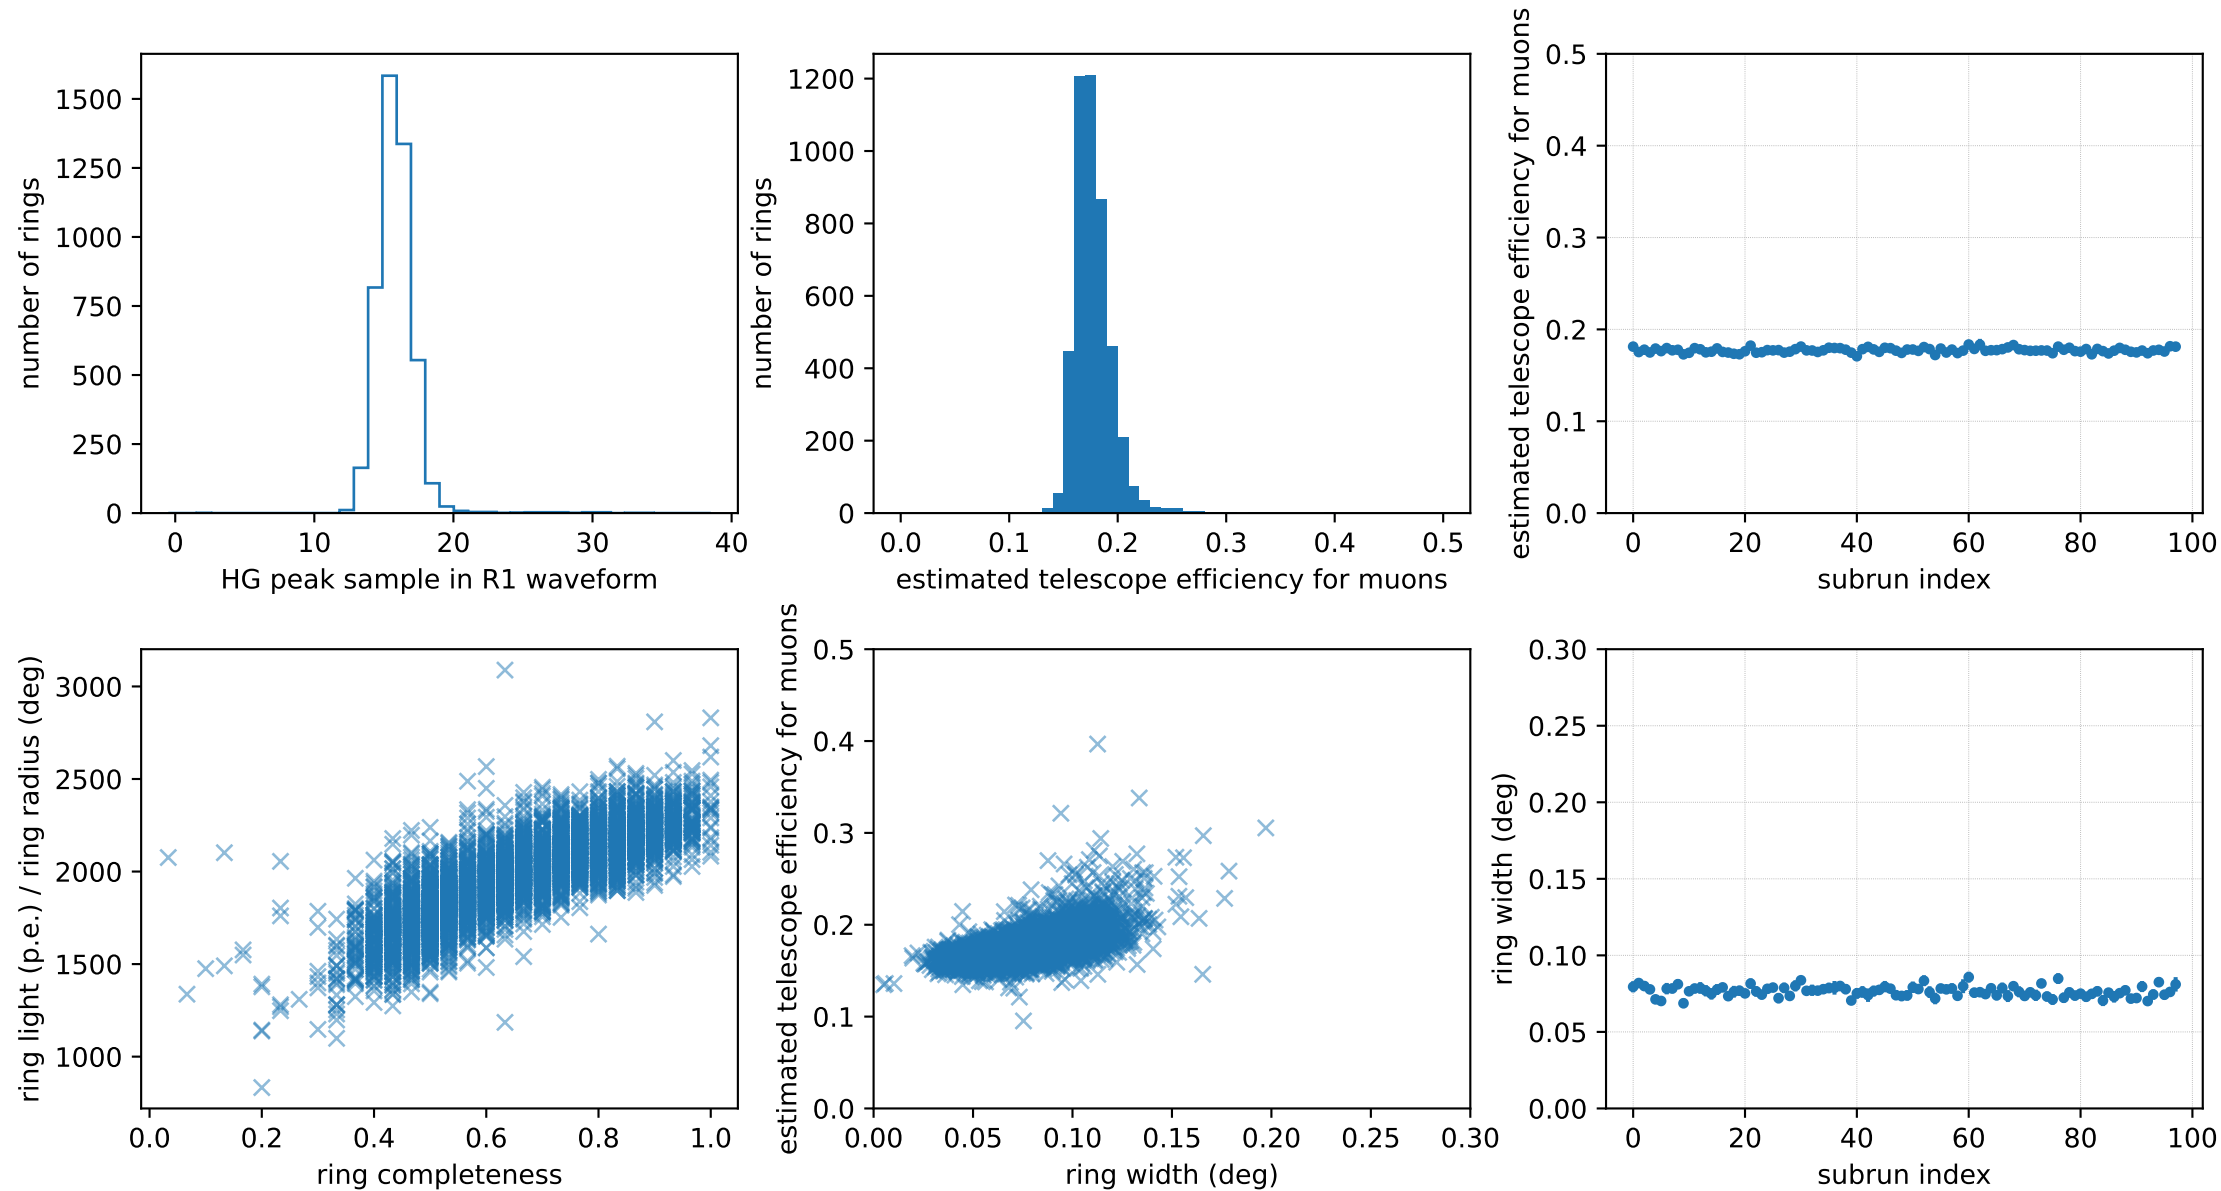 number of rings
1500
1250
1000
750
500
250
0
0 10 20 30 40
HG peak sample in R1 waveform
number of rings
1200
1000
800
600
400
200
0
0.0 0.1 0.2 0.3 0.4 0.5
estimated telescope efficiency for muons
estimated telescope efficiency for muons
0.5
0.4
0.3
0.2
0.1
0.0
0 20 40 60 80 100
subrun index
ring light (p.e.) / ring radius (deg)
3000
2500
2000
1500
1000
0.0 0.2 0.4 0.6 0.8 1.0
ring completeness
estimated telescope efficiency for muons
0.5
0.4
0.3
0.2
0.1
0.0
0.00 0.05 0.10 0.15 0.20 0.25 0.30
ring width (deg)
ring width (deg)
0.30
0.25
0.20
0.15
0.10
0.05
0.00
0 20 40 60 80 100
subrun index